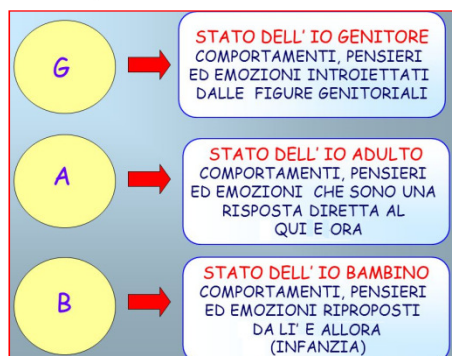 G
STATO DELL' IO GENITORE
COMPORTAMENTI, PENSIERI
ED EMOZIONI INTROIETTATI
DALLE FIGURE GENITORIALI
A
STATO DELL' IO ADULTO
COMPORTAMENTI, PENSIERI
ED EMOZIONI CHE SONO UNA
RISPOSTA DIRETTA AL
QUI E ORA
B
STATO DELL' IO BAMBINO
COMPORTAMENTI, PENSIERI
ED EMOZIONI RIPROPOSTI
DA LI' E ALLORA
(INFANZIA)